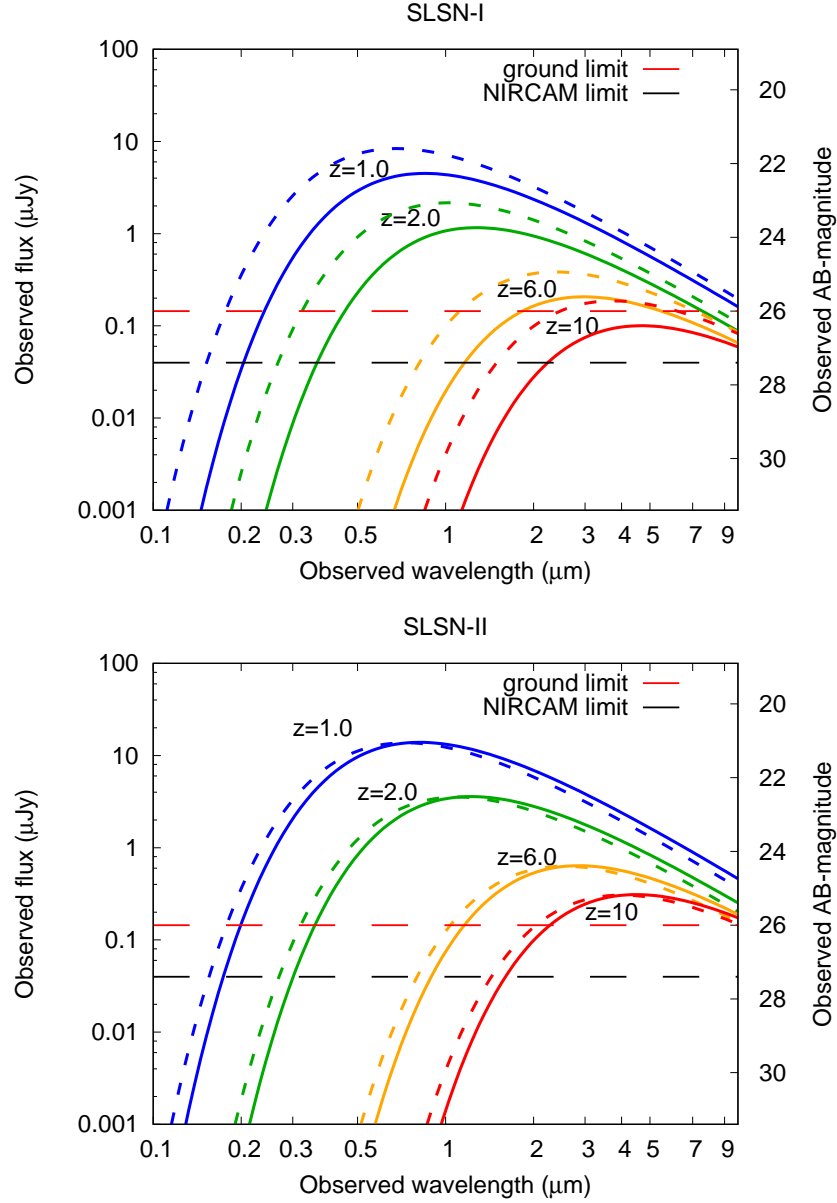 SLSN-I
100
10
1
0.1
0.01
0.001
0.1
0.2
0.3
0.5
1
2
3
4
5
7
9
20
22
24
26
28
30
Observed flux (μJy)
Observed AB-magnitude
Observed wavelength (μm)
ground limit
NIRCAM limit
z=1.0
z=2.0
z=6.0
z=10
SLSN-II
100
10
1
0.1
0.01
0.001
0.1
0.2
0.3
0.5
1
2
3
4
5
7
9
20
22
24
26
28
30
Observed flux (μJy)
Observed AB-magnitude
Observed wavelength (μm)
ground limit
NIRCAM limit
z=1.0
z=2.0
z=6.0
z=10